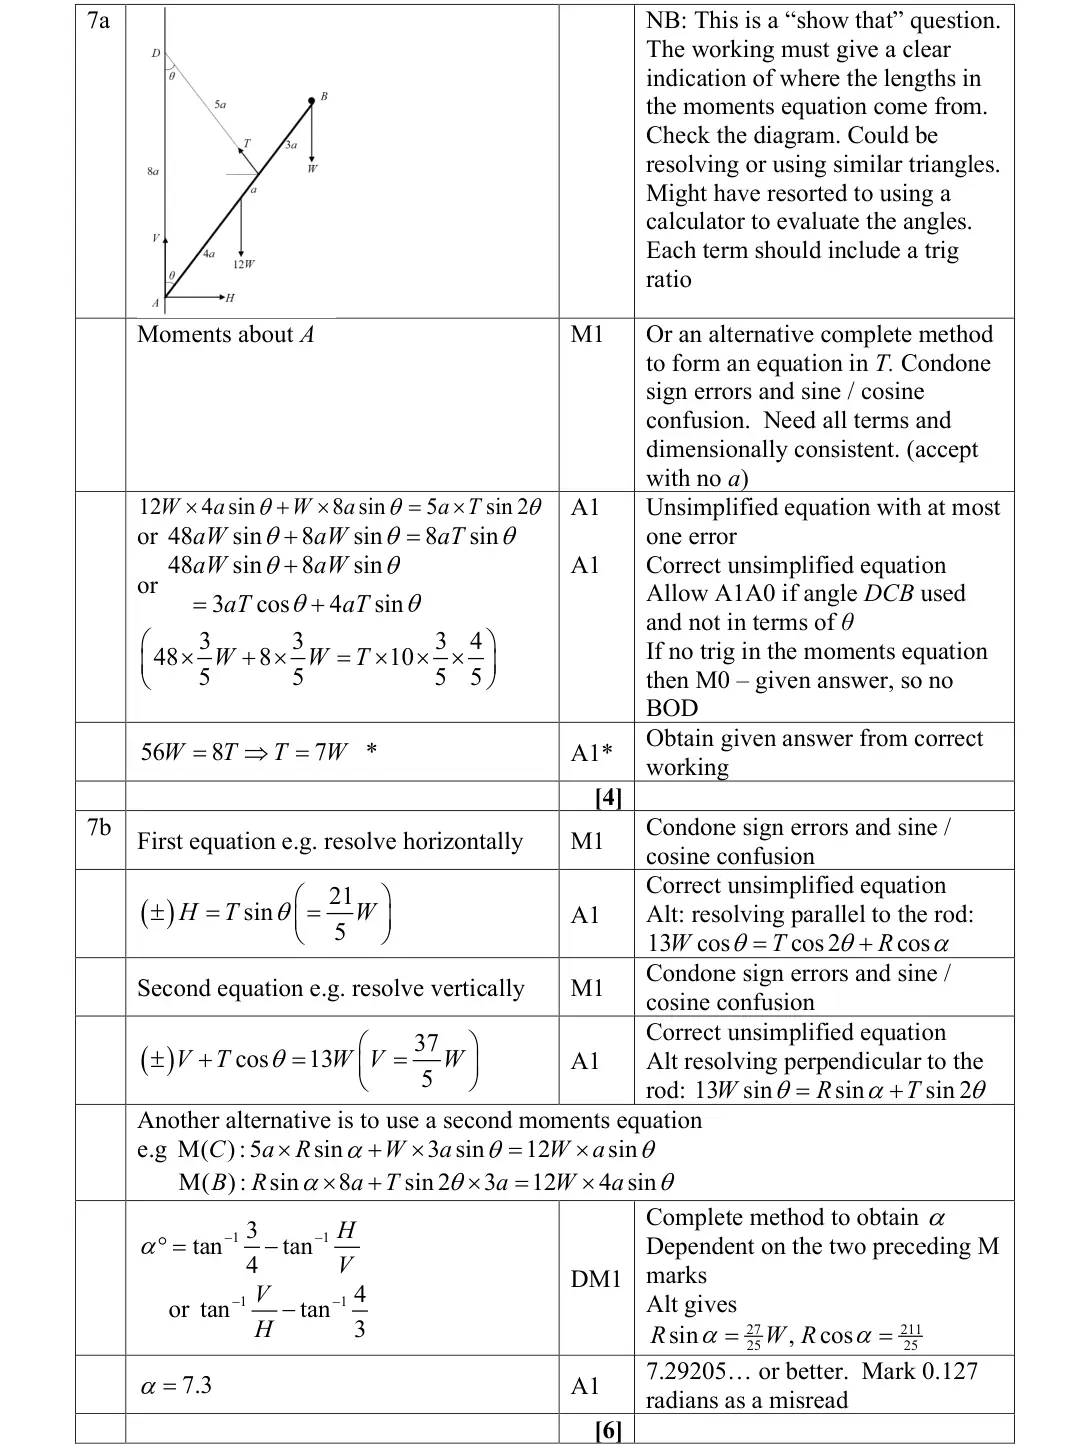 7a
D
θ
5a
B
T
3a
8a
W
a
V
4a
12W
θ
A
H
NB: This is a “show that” question.
The working must give a clear
indication of where the lengths in
the moments equation come from.
Check the diagram. Could be
resolving or using similar triangles.
Might have resorted to using a
calculator to evaluate the angles.
Each term should include a trig
ratio
Moments about A
M1
Or an alternative complete method
to form an equation in T. Condone
sign errors and sine / cosine
confusion.  Need all terms and
dimensionally consistent. (accept
with no a)
12W × 4a sin θ + W × 8a sin θ = 5a × T sin 2θ
or 48aW sin θ + 8aW sin θ = 8aT sin θ
48aW sin θ + 8aW sin θ
or
= 3aT cos θ + 4aT sin θ
(48 × 3/5 W + 8 × 3/5 W = T × 10 × 3/5 × 4/5)
A1
A1
Unsimplified equation with at most
one error
Correct unsimplified equation
Allow A1A0 if angle DCB used
and not in terms of θ
If no trig in the moments equation
then M0 – given answer, so no
BOD
56W = 8T ⇒ T = 7W *
A1*
Obtain given answer from correct
working
[4]
7b
First equation e.g. resolve horizontally
M1
Condone sign errors and sine /
cosine confusion
(±) H = T sin θ (= 21/5 W)
A1
Correct unsimplified equation
Alt: resolving parallel to the rod:
13W cos θ = T cos 2θ + R cos α
Second equation e.g. resolve vertically
M1
Condone sign errors and sine /
cosine confusion
(±) V + T cos θ = 13W (V = 37/5 W)
A1
Correct unsimplified equation
Alt resolving perpendicular to the
rod: 13W sin θ = R sin α + T sin 2θ
Another alternative is to use a second moments equation
e.g M(C) : 5a × R sin α + W × 3a sin θ = 12W × a sin θ
M(B) : R sin α × 8a + T sin 2θ × 3a = 12W × 4a sin θ
α° = tan⁻¹ 3/4 − tan⁻¹ H/V
or tan⁻¹ V/H − tan⁻¹ 4/3
DM1
Complete method to obtain α
Dependent on the two preceding M
marks
Alt gives
R sin α = 27/25 W, R cos α = 211/25
α = 7.3
A1
7.29205… or better.  Mark 0.127
radians as a misread
[6]